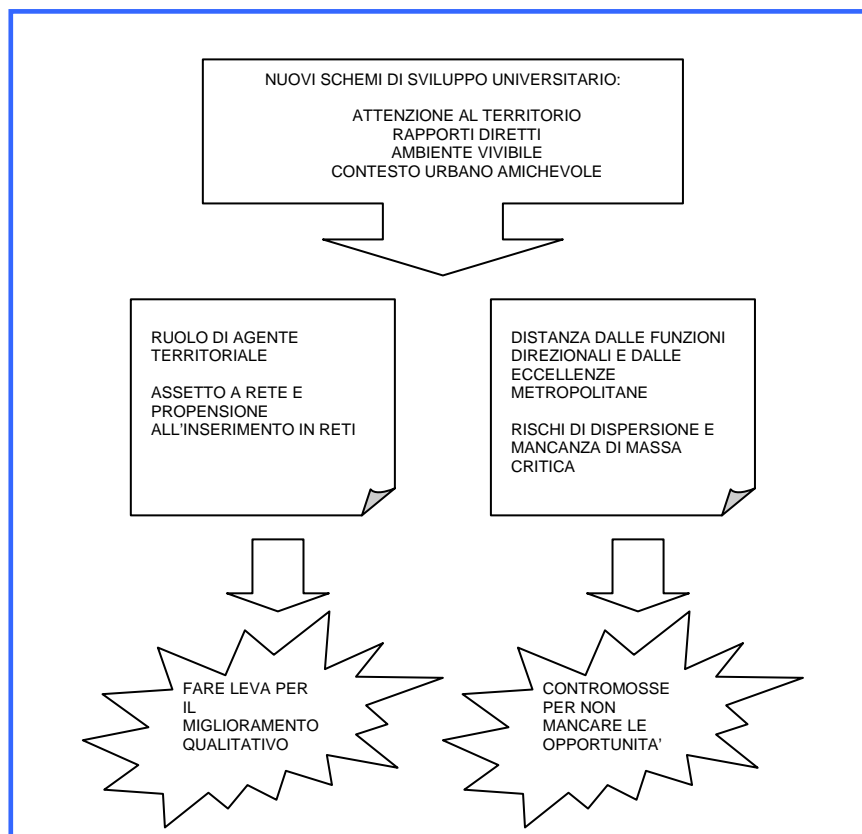 NUOVI SCHEMI DI SVILUPPO UNIVERSITARIO:
ATTENZIONE AL TERRITORIO
RAPPORTI DIRETTI
AMBIENTE VIVIBILE
CONTESTO URBANO AMICHEVOLE
RUOLO DI AGENTE
TERRITORIALE
ASSETTO A RETE E
PROPENSIONE
ALL'INSERIMENTO IN RETI
DISTANZA DALLE FUNZIONI
DIREZIONALI E DALLE
ECCELLENZE
METROPOLITANE
RISCHI DI DISPERSIONE E
MANCANZA DI MASSA
CRITICA
FARE LEVA PER
IL
MIGLIORAMENTO
QUALITATIVO
CONTROMOSSE
PER NON
MANCARE LE
OPPORTUNITA'